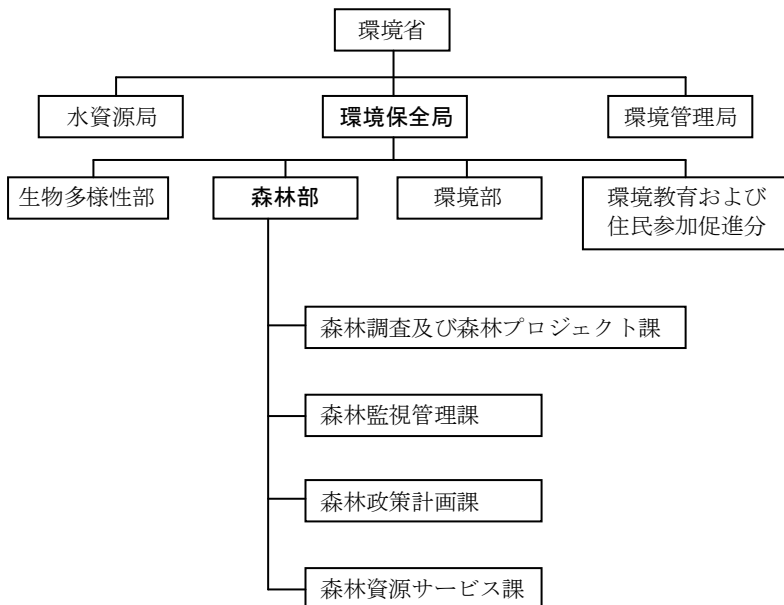 環境省
水資源局
環境保全局
環境管理局
生物多様性部
森林部
環境部
環境教育および
住民参加促進分
森林調査及び森林プロジェクト課
森林監視管理課
森林政策計画課
森林資源サービス課